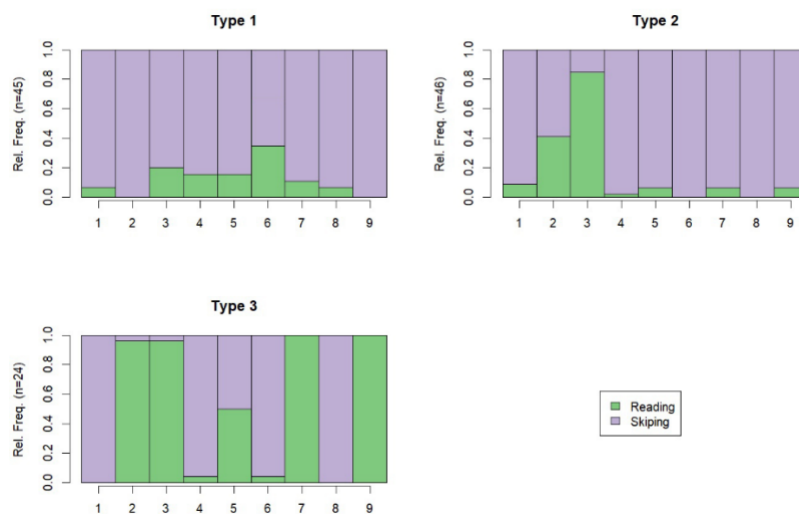 Type 1
Rel. Freq. (n=45)
0.0 0.2 0.4 0.6 0.8 1.0
1 2 3 4 5 6 7 8 9
Type 2
Rel. Freq. (n=46)
0.0 0.2 0.4 0.6 0.8 1.0
1 2 3 4 5 6 7 8 9
Type 3
Rel. Freq. (n=24)
0.0 0.2 0.4 0.6 0.8 1.0
1 2 3 4 5 6 7 8 9
Reading
Skiping